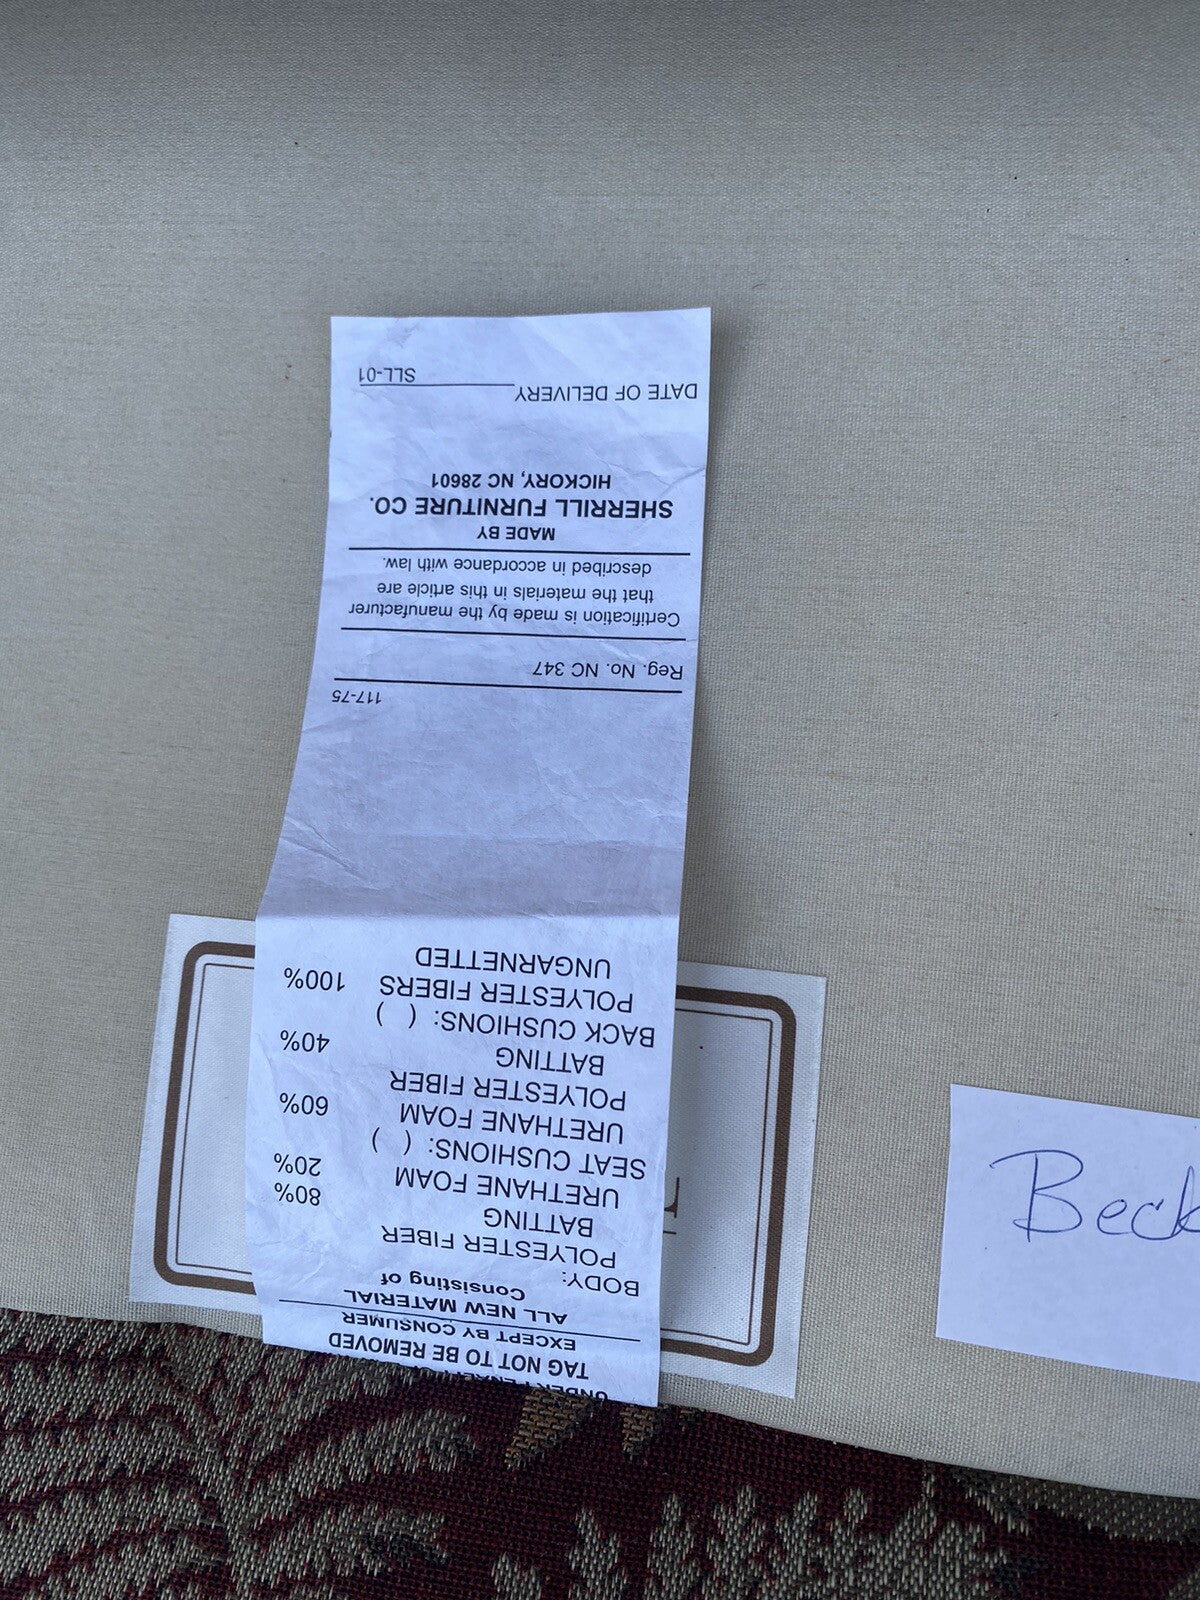 UNDER PENALTY
TAG NOT TO BE REMOVED
EXCEPT BY CONSUMER
ALL NEW MATERIAL
Consisting of
BODY:
POLYESTER FIBER
BATTING 80%
URETHANE FOAM 20%
SEAT CUSHIONS: ( )
URETHANE FOAM 60%
POLYESTER FIBER
BATTING 40%
BACK CUSHIONS: ( )
POLYESTER FIBERS 100%
UNGARNETTED
117-75
Reg. No. NC 347
Certification is made by the manufacturer
that the materials in this article are
described in accordance with law.
MADE BY
SHERRILL FURNITURE CO.
HICKORY, NC 28601
DATE OF DELIVERY SLL-01
Beck